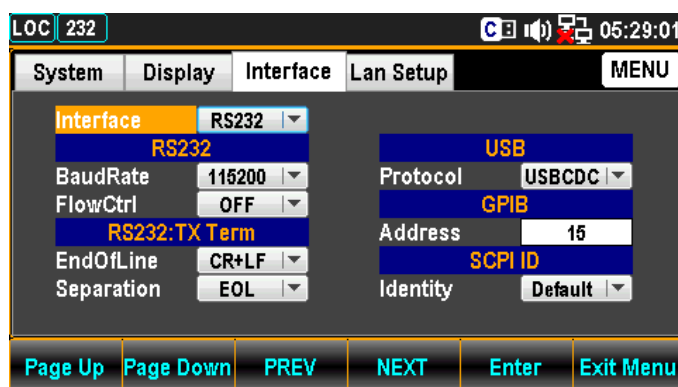 LOC 232 C 05:29:01
System Display Interface Lan Setup MENU
Interface RS232
RS232 USB
BaudRate 115200 Protocol USBCDC
FlowCtrl OFF GPIB
RS232:TX Term Address 15
EndOfLine CR+LF SCPI ID
Separation EOL Identity Default
Page Up Page Down PREV NEXT Enter Exit Menu